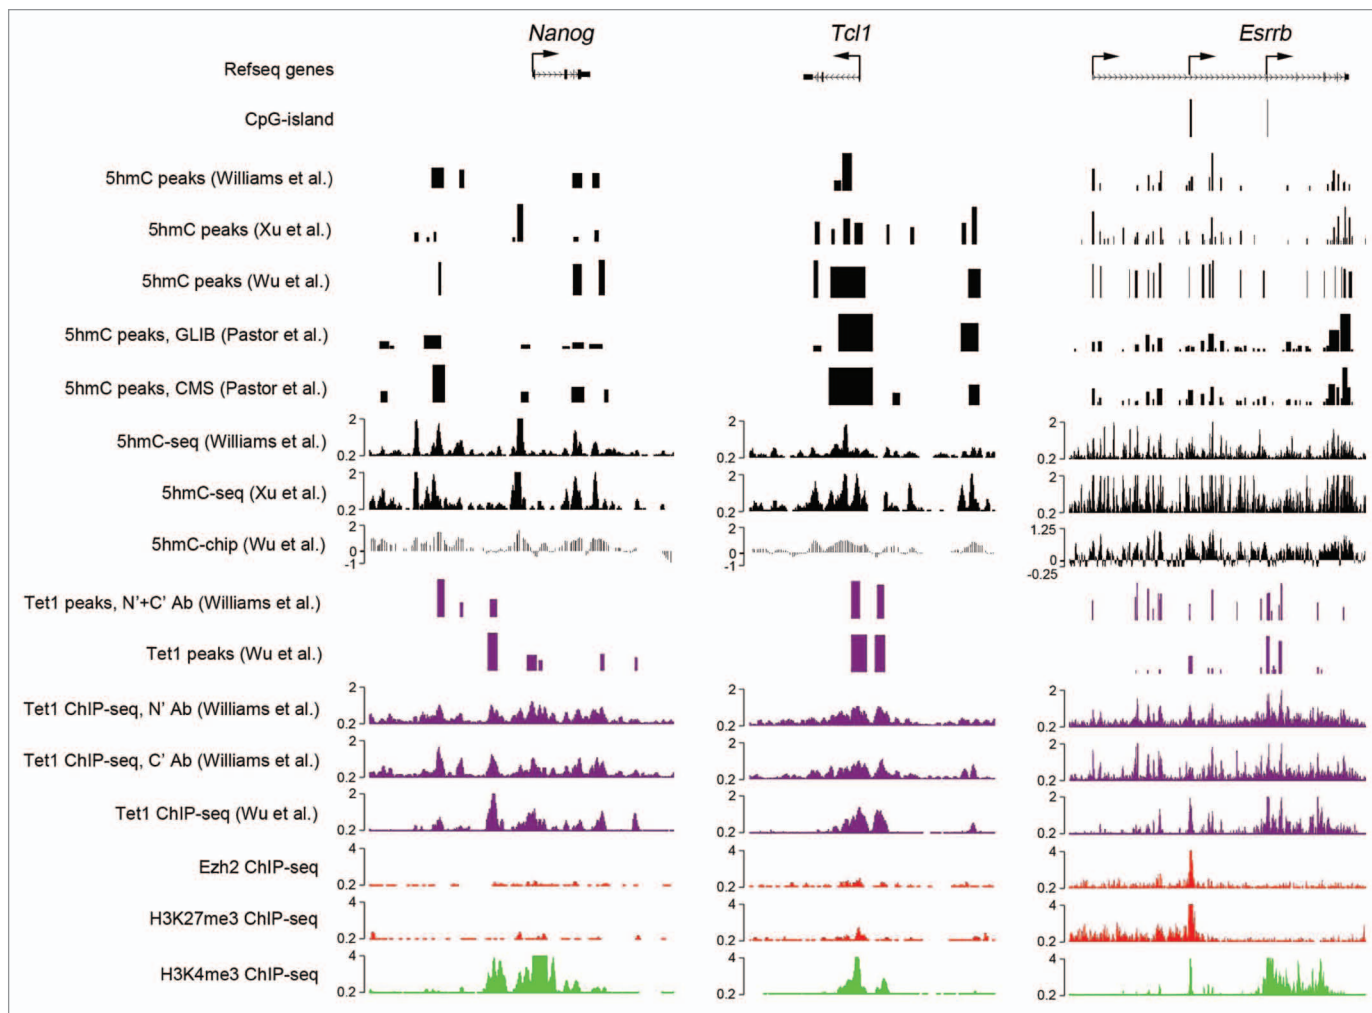 Nanog Tcl1 Esrrb
Refseq genes
CpG-island
5hmC peaks (Williams et al.)
5hmC peaks (Xu et al.)
5hmC peaks (Wu et al.)
5hmC peaks, GLIB (Pastor et al.)
5hmC peaks, CMS (Pastor et al.)
2 2 2
5hmC-seq (Williams et al.)
0.2 0.2 0.2
2 2 2
5hmC-seq (Xu et al.)
0.2 0.2 0.2
2 2 1.25
5hmC-chip (Wu et al.)
0 0 0
-1 -1 -0.25
Tet1 peaks, N'+C' Ab (Williams et al.)
Tet1 peaks (Wu et al.)
2 2 2
Tet1 ChIP-seq, N' Ab (Williams et al.)
0.2 0.2 0.2
2 2 2
Tet1 ChIP-seq, C' Ab (Williams et al.)
0.2 0.2 0.2
2 2 2
Tet1 ChIP-seq (Wu et al.)
0.2 0.2 0.2
4 4 4
Ezh2 ChIP-seq
0.2 0.2 0.2
4 4 4
H3K27me3 ChIP-seq
0.2 0.2 0.2
4 4 4
H3K4me3 ChIP-seq
0.2 0.2 0.2